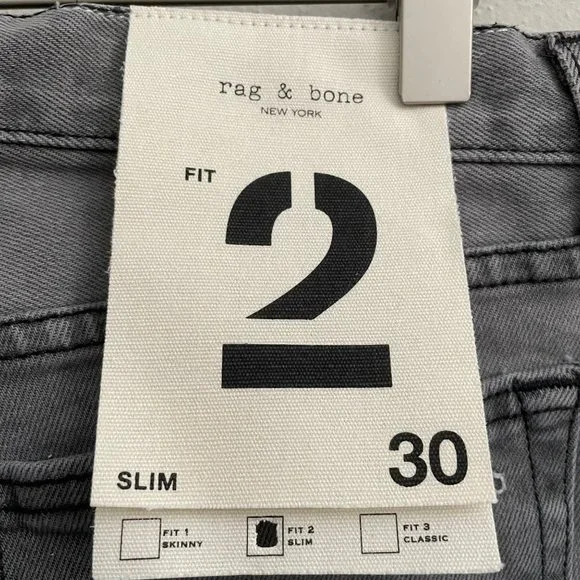 rag & bone
NEW YORK
FIT
2
SLIM
30
FIT 1
SKINNY
FIT 2
SLIM
FIT 3
CLASSIC